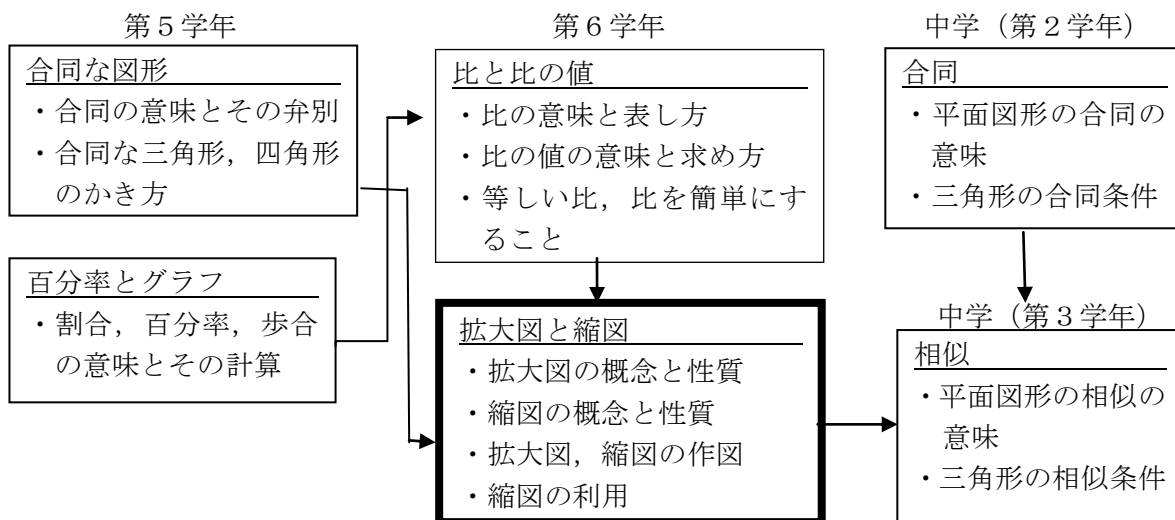 第５学年
合同な図形
・合同の意味とその弁別
・合同な三角形，四角形
のかき方
百分率とグラフ
・割合，百分率，歩合
の意味とその計算
第６学年
比と比の値
・比の意味と表し方
・比の値の意味と求め方
・等しい比，比を簡単にす
ること
拡大図と縮図
・拡大図の概念と性質
・縮図の概念と性質
・拡大図，縮図の作図
・縮図の利用
中学（第２学年）
合同
・平面図形の合同の
意味
・三角形の合同条件
中学（第３学年）
相似
・平面図形の相似の
意味
・三角形の相似条件